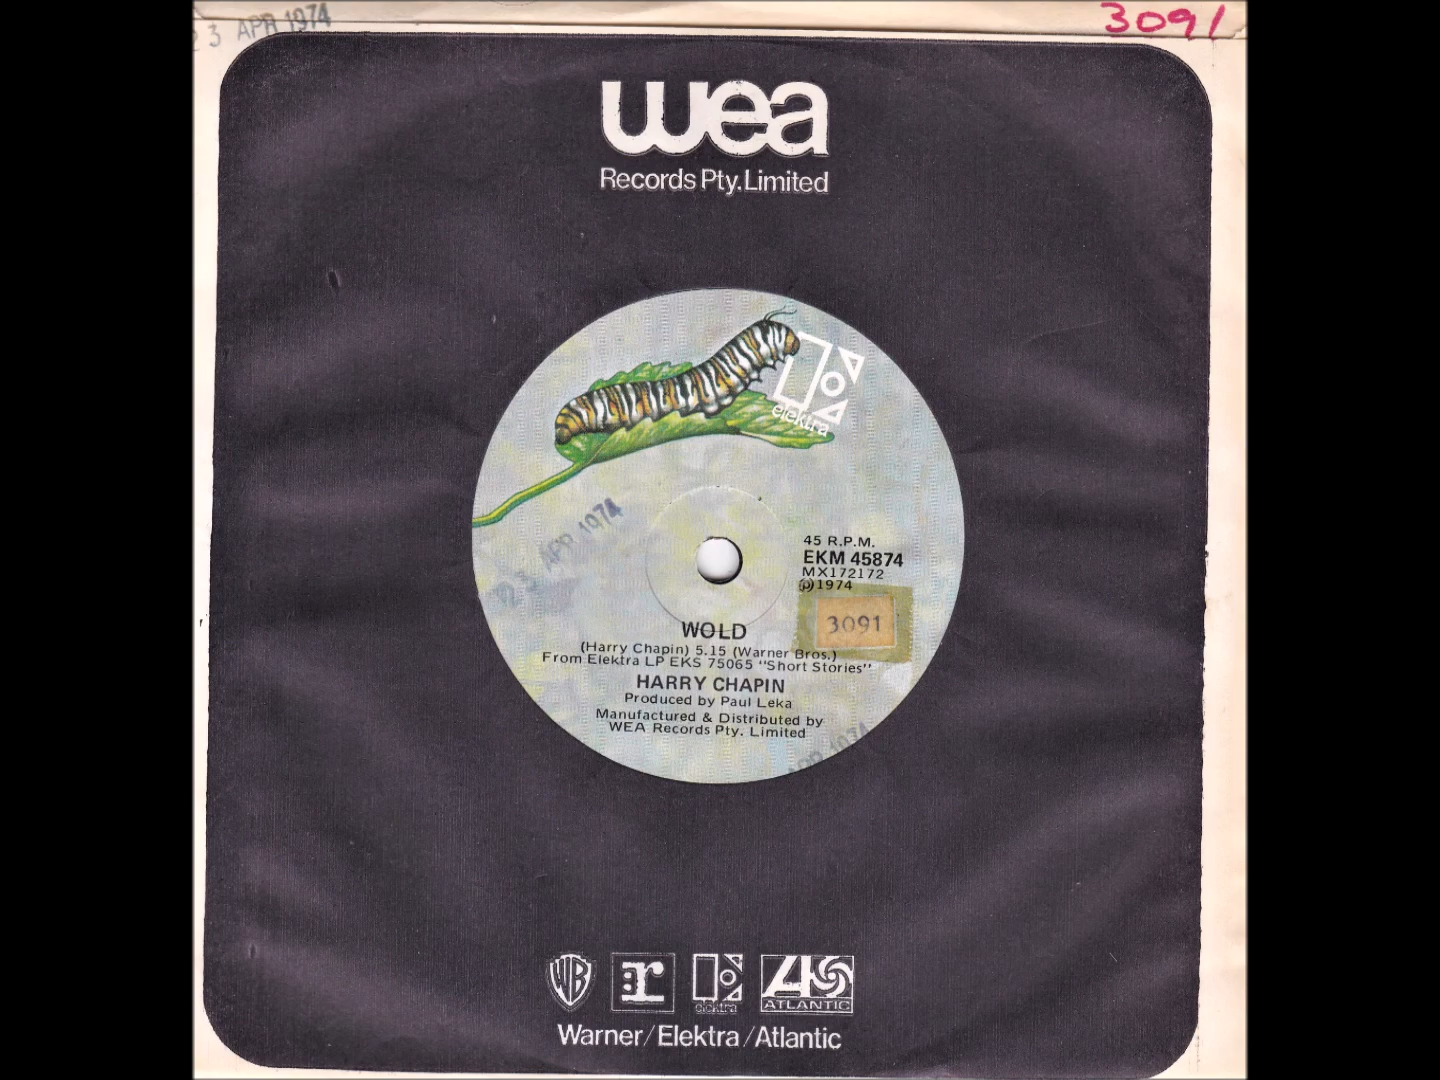 23 APR 1974
3091
wea
Records Pty. Limited
elektra
23 APR 1974
45 R.P.M.
EKM 45874
MX172172
℗1974
3091
WOLD
(Harry Chapin) 5.15 (Warner Bros.)
From Elektra LP EKS 75065 "Short Stories"
HARRY CHAPIN
Produced by Paul Leka
Manufactured & Distributed by
WEA Records Pty. Limited
APR 1974
WB
r
elektra
ATLANTIC
Warner/Elektra/Atlantic